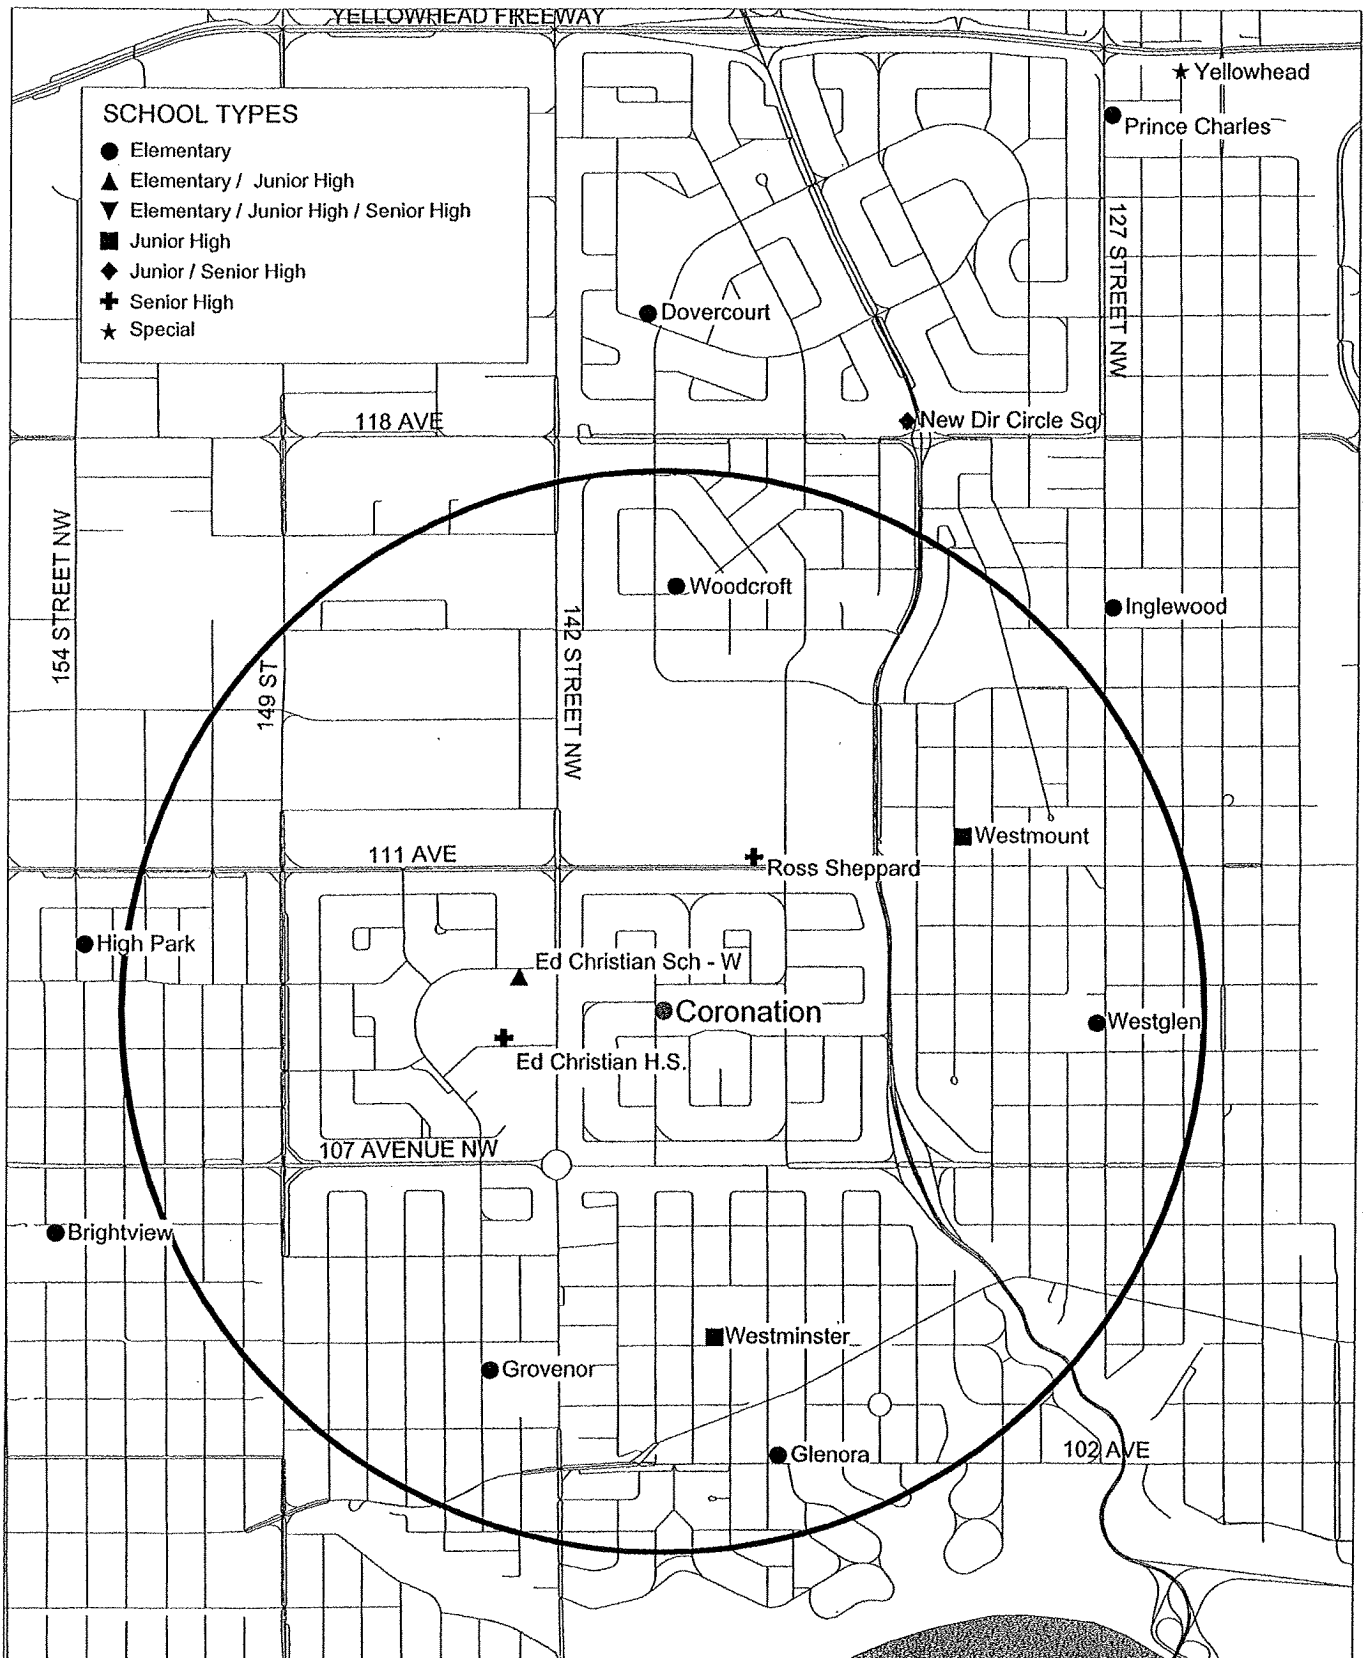 YELLOWHEAD FREEWAY
Yellowhead
SCHOOL TYPES
Prince Charles
Elementary
Elementary / Junior High
Elementary / Junior High / Senior High
Junior High
Junior / Senior High
Senior High
Special
127 STREET NW
Dovercourt
118 AVE
New Dir Circle Sq
154 STREET NW
Woodcroft
Inglewood
149 ST
142 STREET NW
Westmount
111 AVE
Ross Sheppard
High Park
Ed Christian Sch - W
Coronation
Westglen
Ed Christian H.S.
107 AVENUE NW
Brightview
Westminster
Grovenor
Glenora
102 AVE